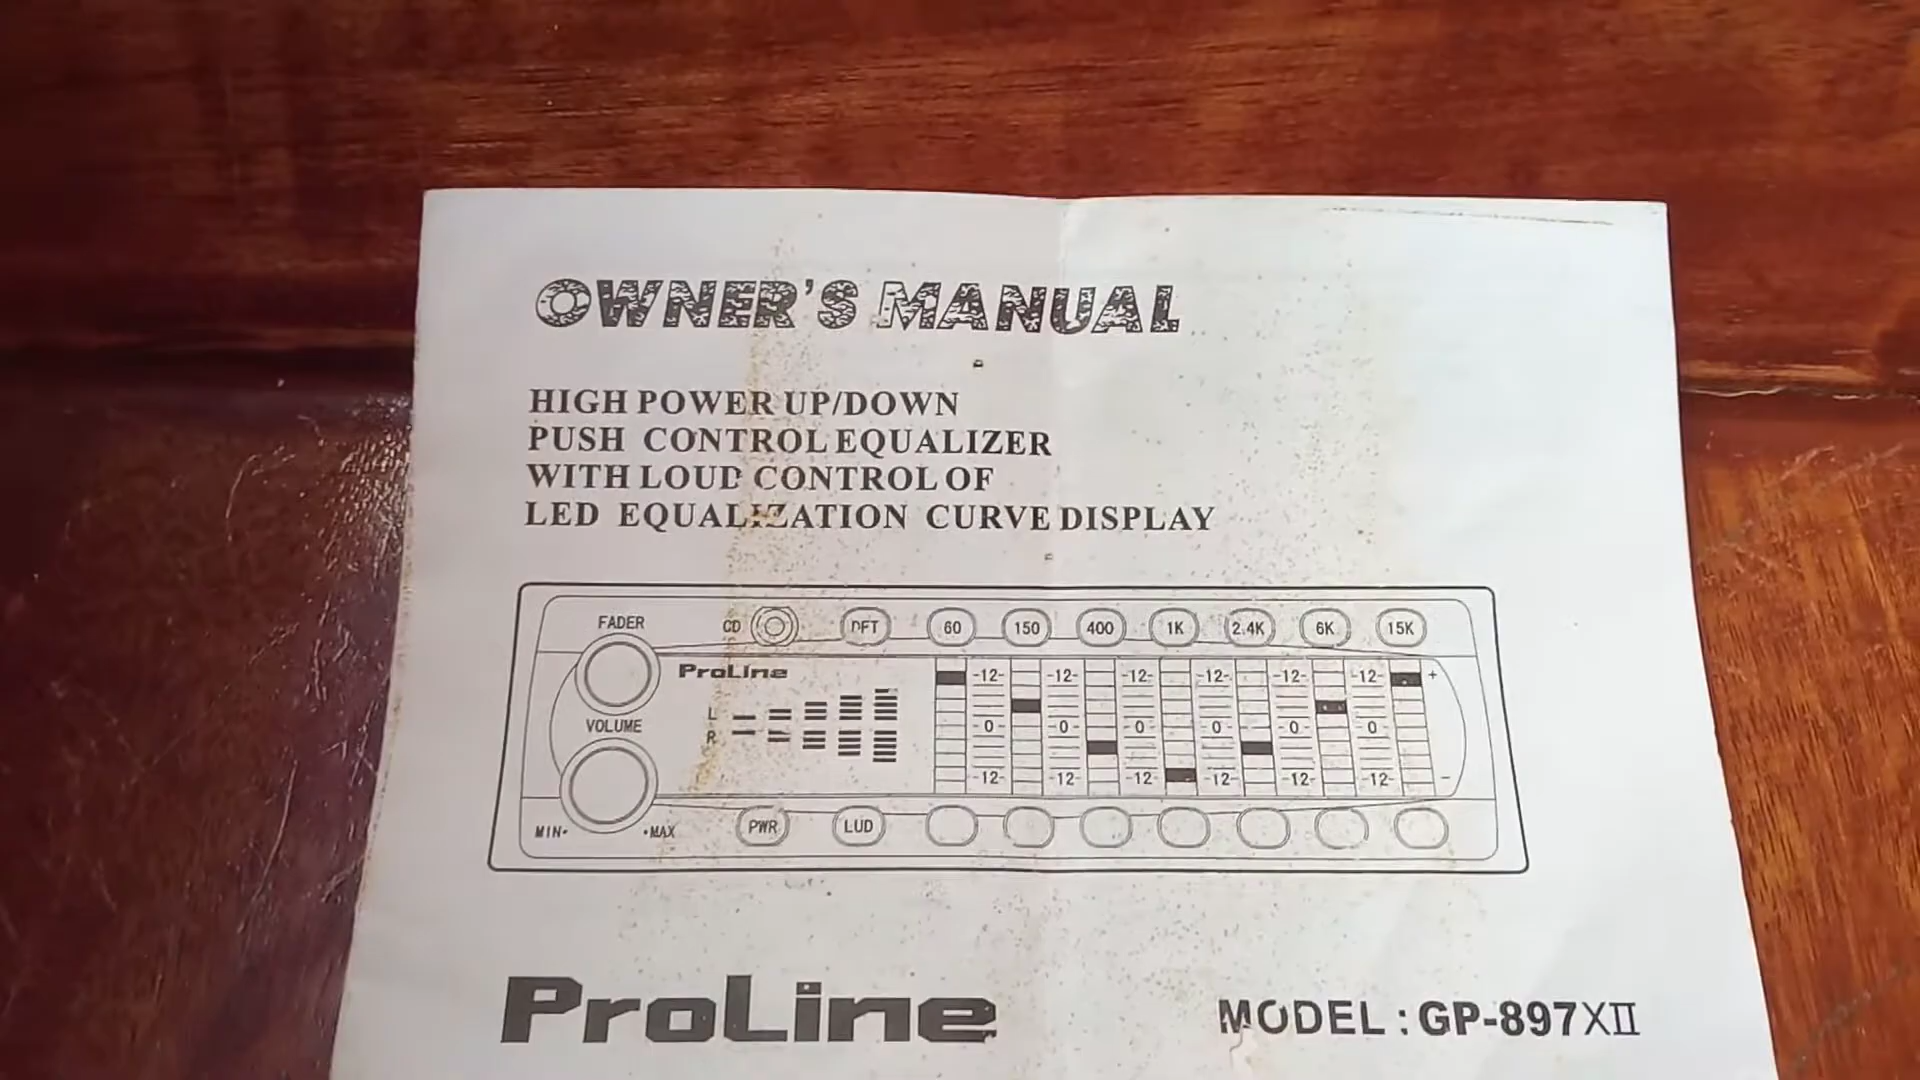 OWNER'S MANUAL
HIGH POWER UP/DOWN
PUSH CONTROL EQUALIZER
WITH LOUD CONTROL OF
LED EQUALIZATION CURVE DISPLAY
FADER CD DFT 60 150 400 1K 2.4K 6K 15K
ProLine -12- -12- -12- -12- -12- -12- +
L
VOLUME -0- -0- -0- -0- -0- -0-
R
-12- -12- -12- -12- -12- -12- -
MIN• •MAX PWR LUD
ProLine MODEL : GP-897XII